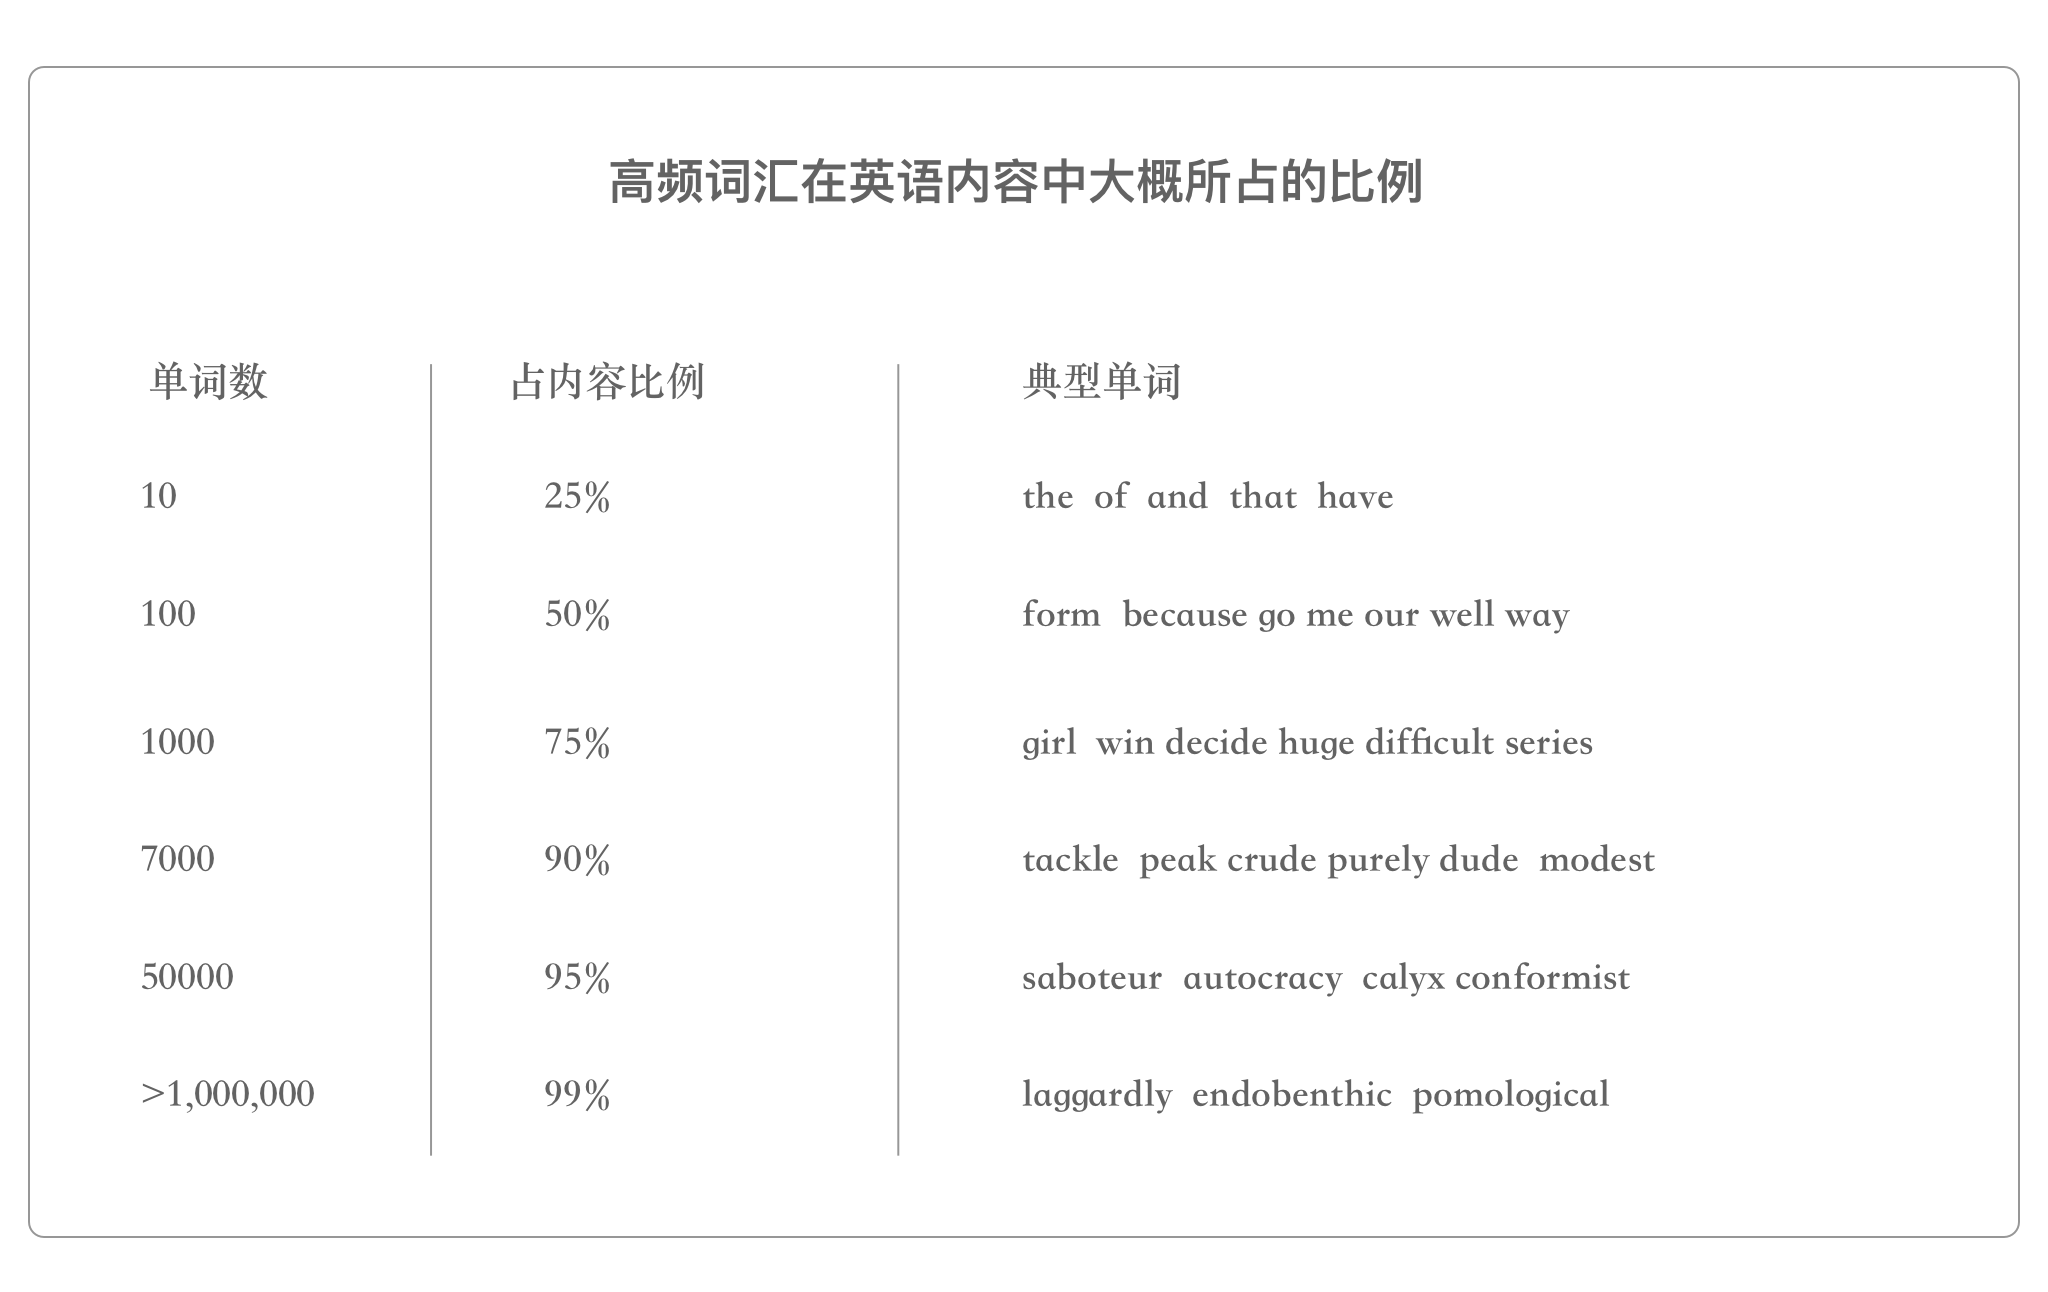 高频词汇在英语内容中大概所占的比例
单词数 占内容比例 典型单词
10 25% the of and that have
100 50% form because go me our well way
1000 75% girl win decide huge difficult series
7000 90% tackle peak crude purely dude modest
50000 95% saboteur autocracy calyx conformist
>1,000,000 99% laggardly endobenthic pomological